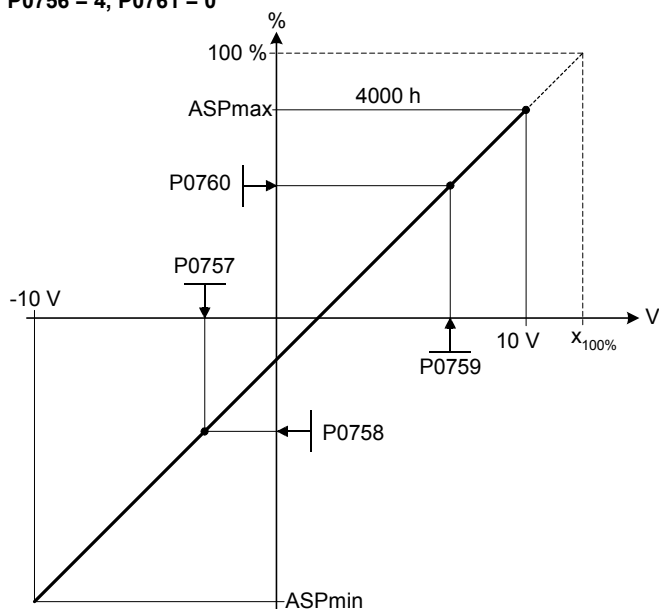 P0756 = 4, P0761 = 0
%
100 %
ASPmax
4000 h
P0760
P0757
-10 V
V
10 V
x100%
P0759
P0758
ASPmin